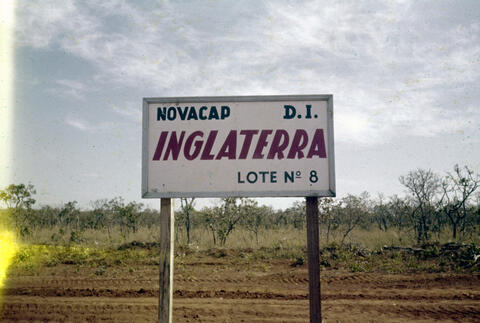 NOVACAP D.I.
INGLATERRA
LOTE Nº 8